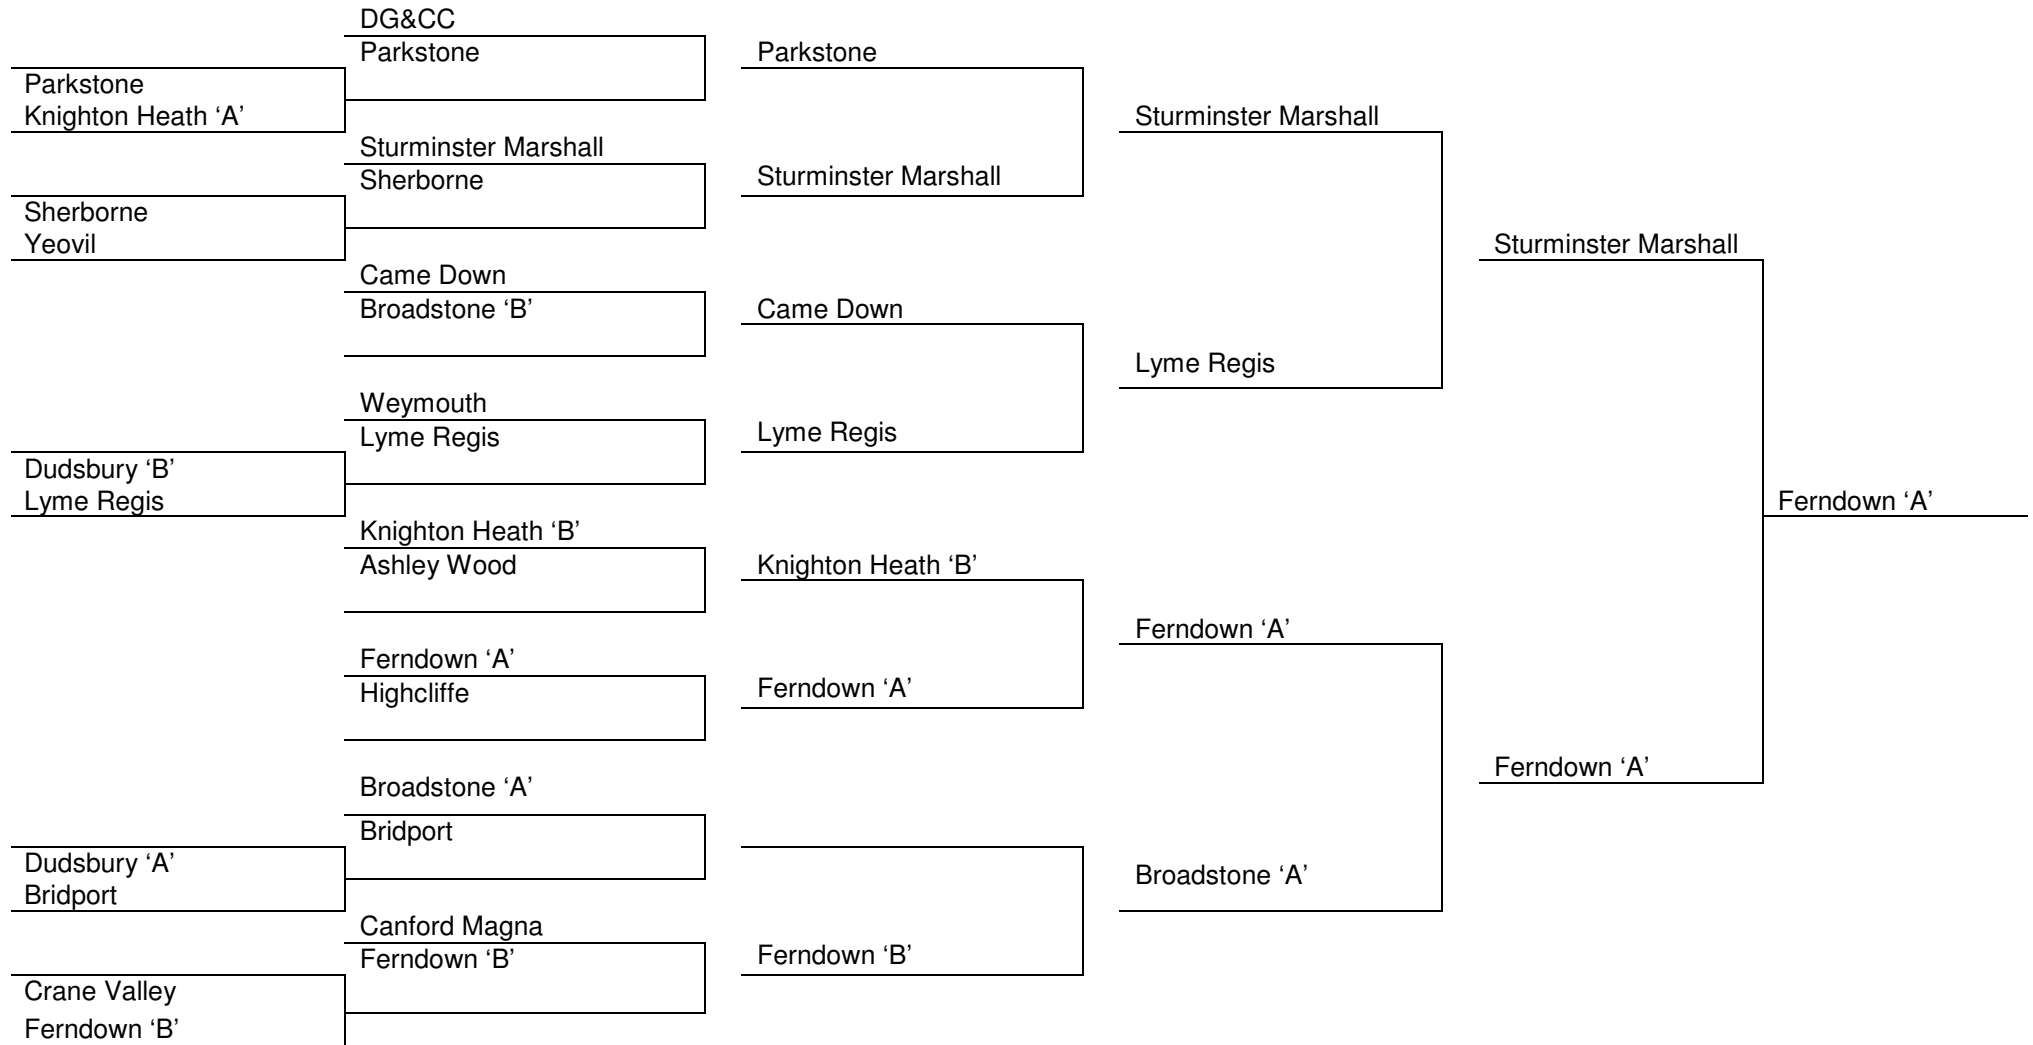 Parkstone
Knighton Heath ‘A’
Sherborne
Yeovil
Dudsbury ‘B’
Lyme Regis
Dudsbury ‘A’
Bridport
Crane Valley
Ferndown ‘B’
DG&CC
Parkstone
Sturminster Marshall
Sherborne
Came Down
Broadstone ‘B’
Weymouth
Lyme Regis
Knighton Heath ‘B’
Ashley Wood
Ferndown ‘A’
Highcliffe
Broadstone ‘A’
Bridport
Canford Magna
Ferndown ‘B’
Parkstone
Sturminster Marshall
Came Down
Lyme Regis
Knighton Heath ‘B’
Ferndown ‘A’
Ferndown ‘B’
Sturminster Marshall
Lyme Regis
Ferndown ‘A’
Broadstone ‘A’
Sturminster Marshall
Ferndown ‘A’
Ferndown ‘A’